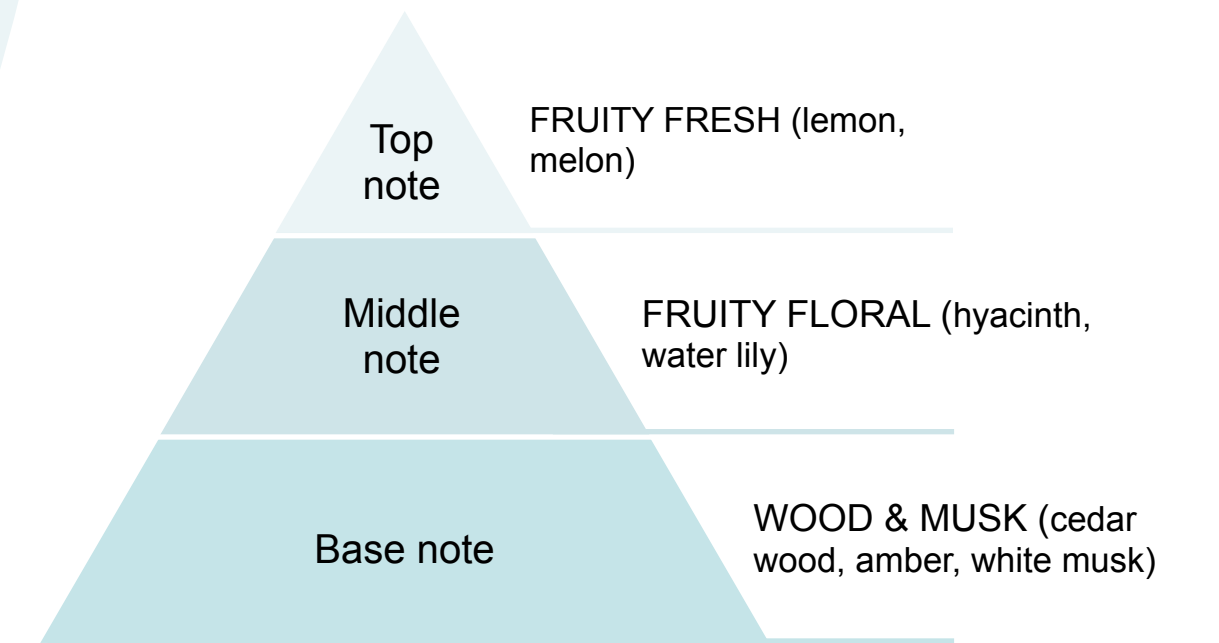 Top
note
FRUITY FRESH (lemon,
melon)
Middle
note
FRUITY FLORAL (hyacinth,
water lily)
Base note
WOOD & MUSK (cedar
wood, amber, white musk)